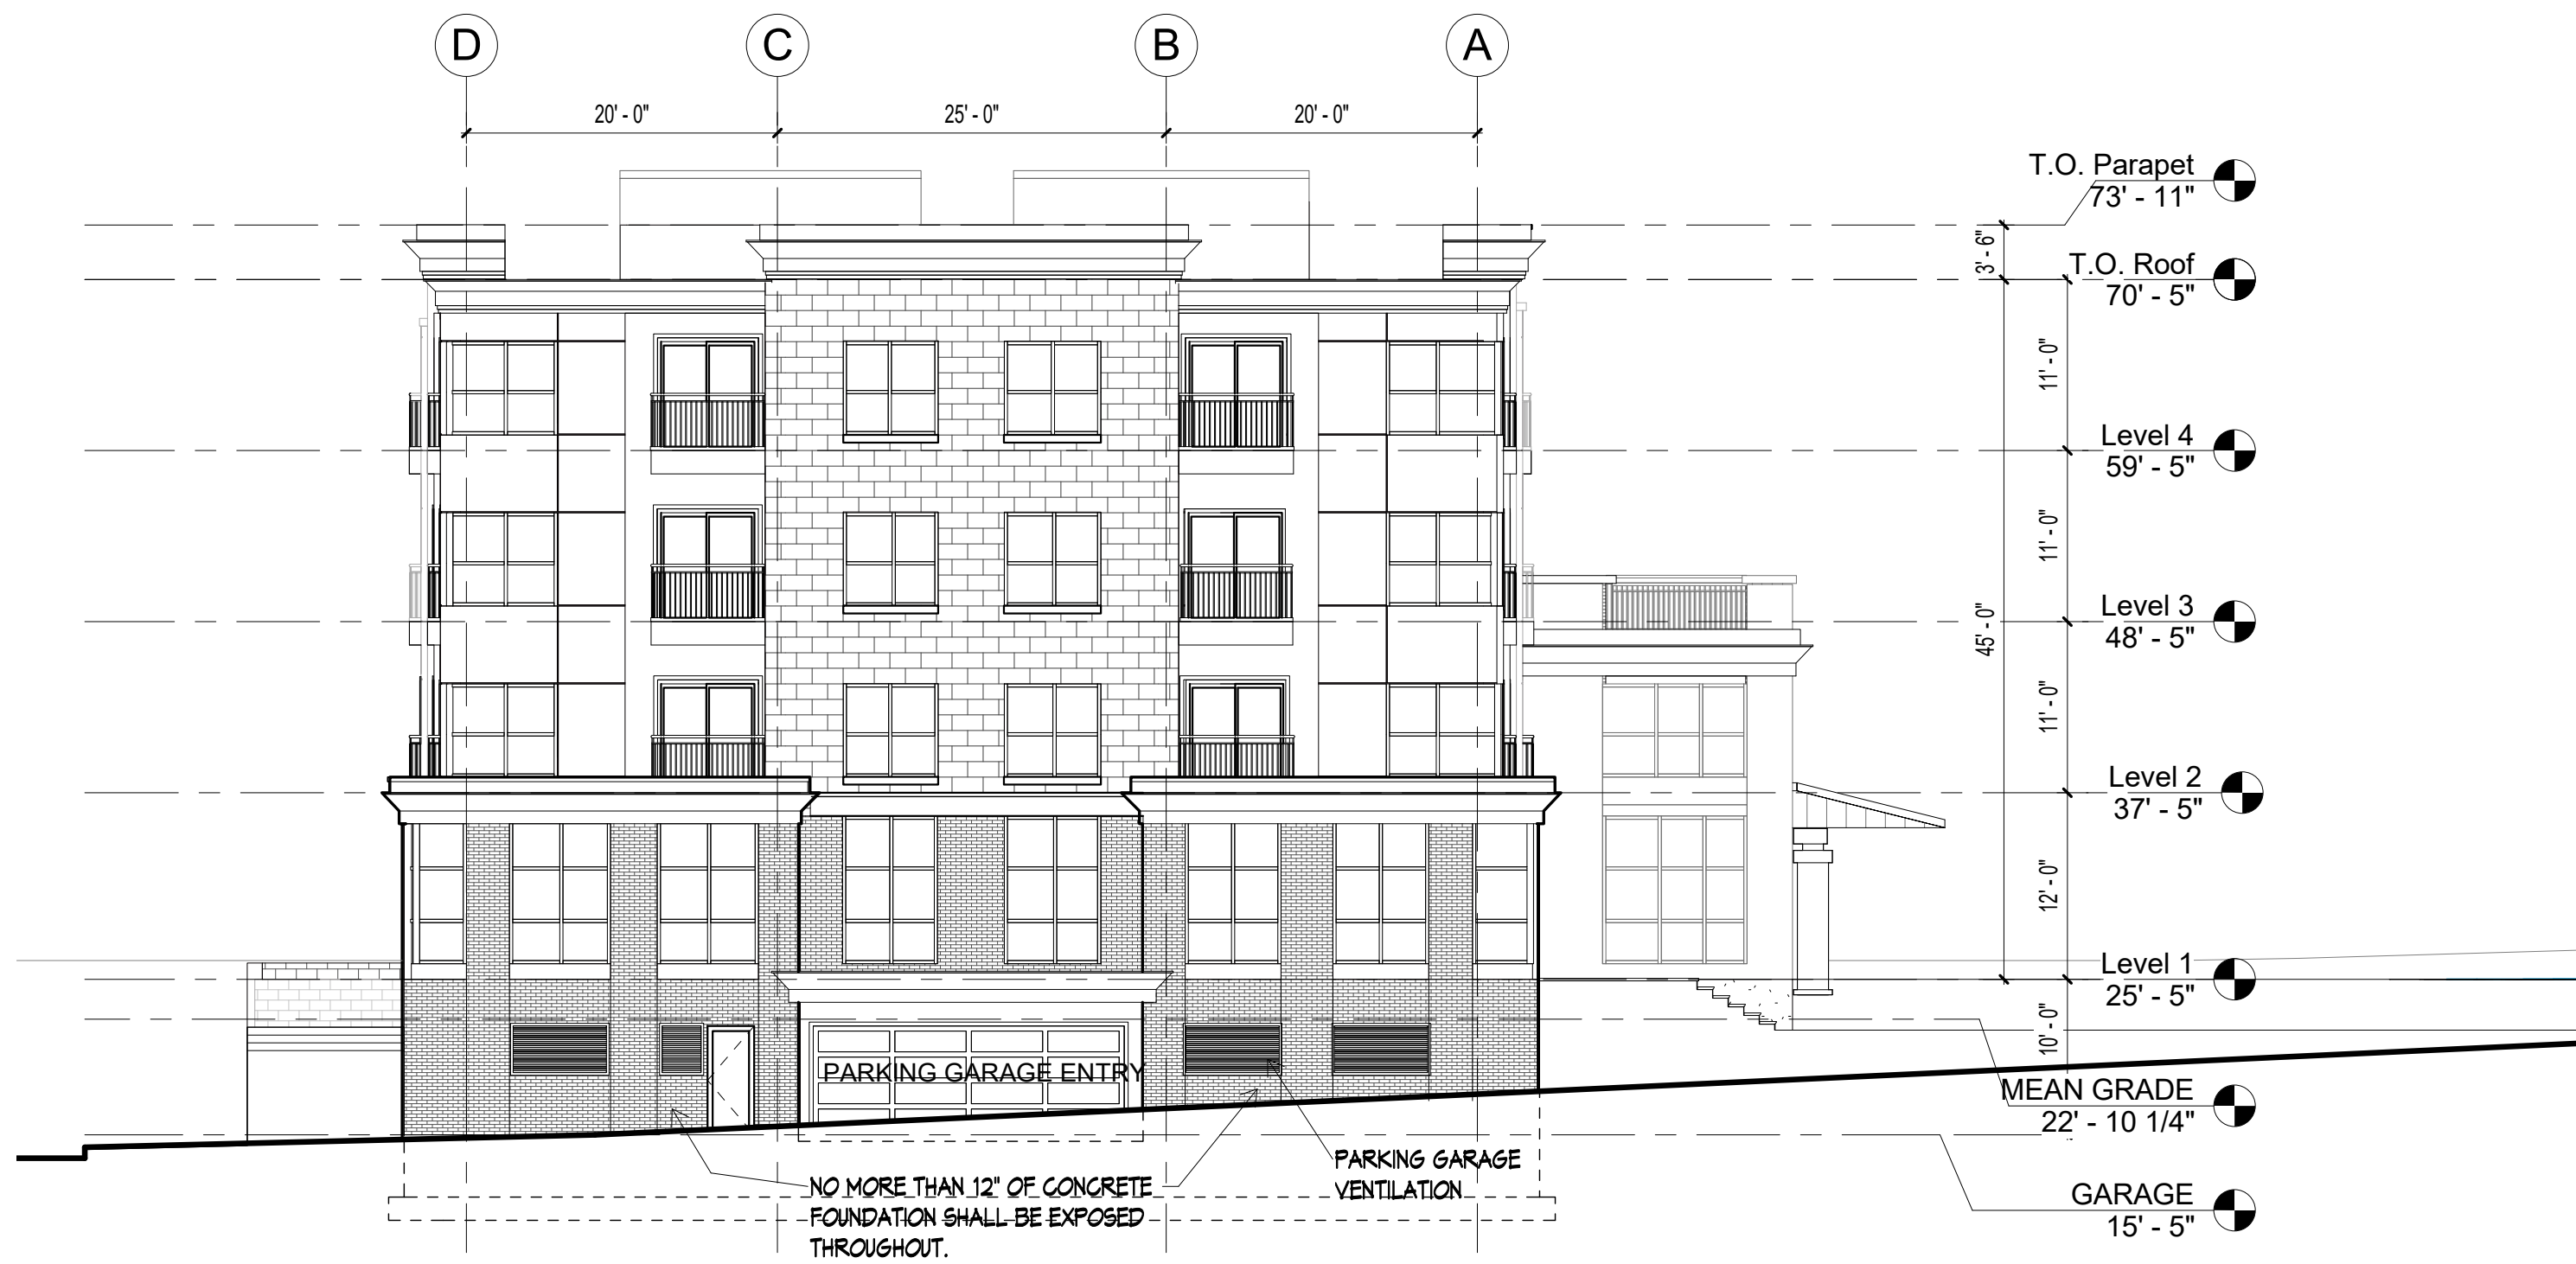 D C B A
20' - 0" 25' - 0" 20' - 0"
T.O. Parapet
73' - 11"
3' - 6"
T.O. Roof
70' - 5"
11' - 0"
Level 4
59' - 5"
11' - 0"
Level 3
48' - 5"
45' - 0"
11' - 0"
Level 2
37' - 5"
12' - 0"
Level 1
25' - 5"
10' - 0"
PARKING GARAGE ENTRY
MEAN GRADE
22' - 10 1/4"
PARKING GARAGE
VENTILATION
NO MORE THAN 12" OF CONCRETE
FOUNDATION SHALL BE EXPOSED
THROUGHOUT.
GARAGE
15' - 5"